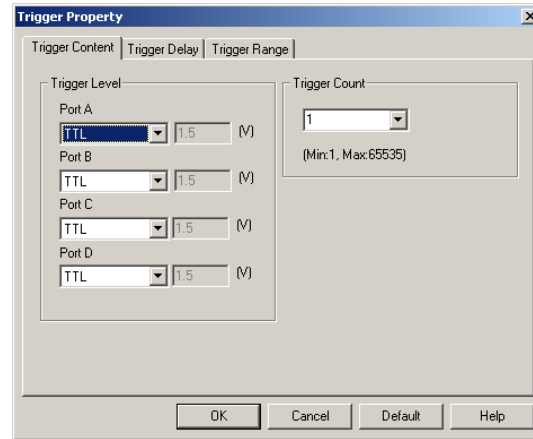 Trigger Property
Trigger Content Trigger Delay Trigger Range
Trigger Level
Port A
TTL 1.5 (V)
Port B
TTL 1.5 (V)
Port C
TTL 1.5 (V)
Port D
TTL 1.5 (V)
Trigger Count
1
(Min:1, Max:65535)
OK Cancel Default Help